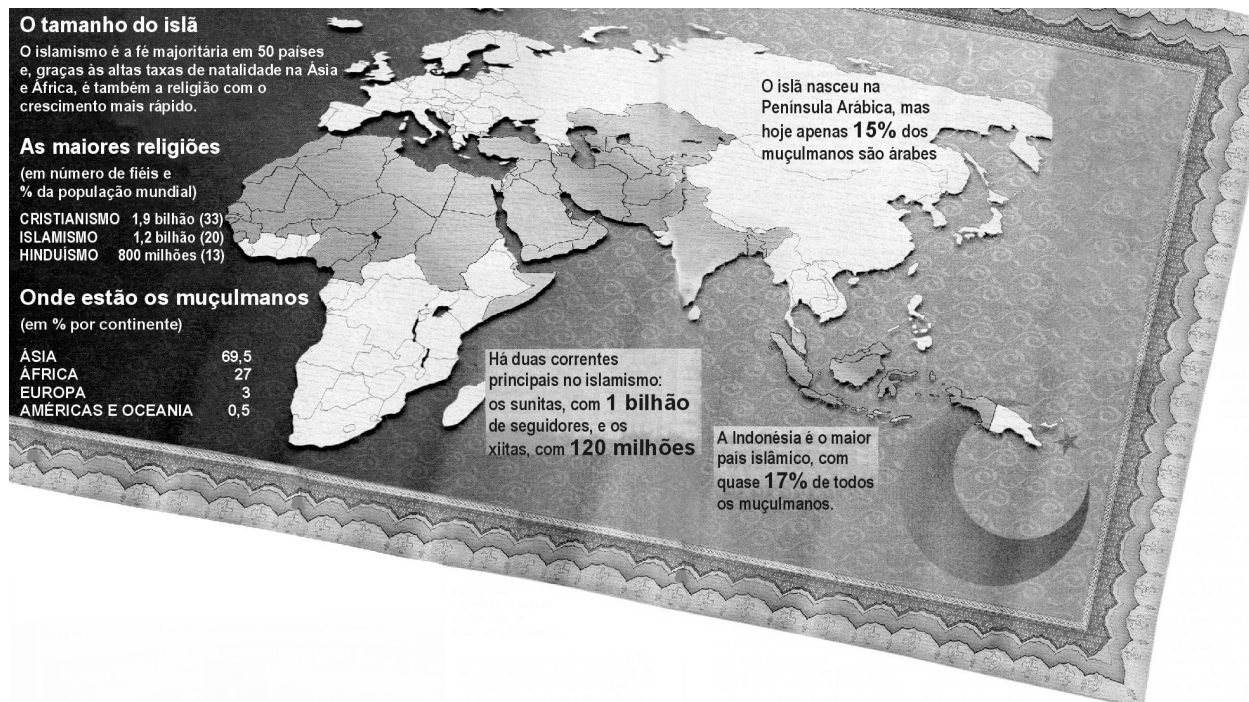 O tamanho do islã
O islamismo é a fé majoritária em 50 países
e, graças às altas taxas de natalidade na Ásia
e África, é também a religião com o
crescimento mais rápido.
As maiores religiões
(em número de fiéis e
% da população mundial)
CRISTIANISMO 1,9 bilhão (33)
ISLAMISMO 1,2 bilhão (20)
HINDUÍSMO 800 milhões (13)
Onde estão os muçulmanos
(em % por continente)
ÁSIA 69,5
ÁFRICA 27
EUROPA 3
AMÉRICAS E OCEANIA 0,5
O islã nasceu na
Península Arábica, mas
hoje apenas 15% dos
muçulmanos são árabes
Há duas correntes
principais no islamismo:
os sunitas, com 1 bilhão
de seguidores, e os
xiitas, com 120 milhões
A Indonésia é o maior
país islâmico, com
quase 17% de todos
os muçulmanos.